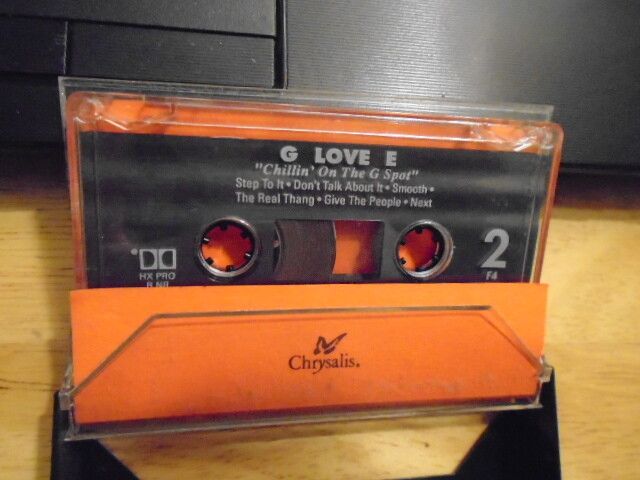 G LOVE E
"Chillin' On The G Spot"
Step To It • Don't Talk About It • Smooth •
The Real Thang • Give The People • Next
2
HX PRO
F4
B NR
Chrysalis.